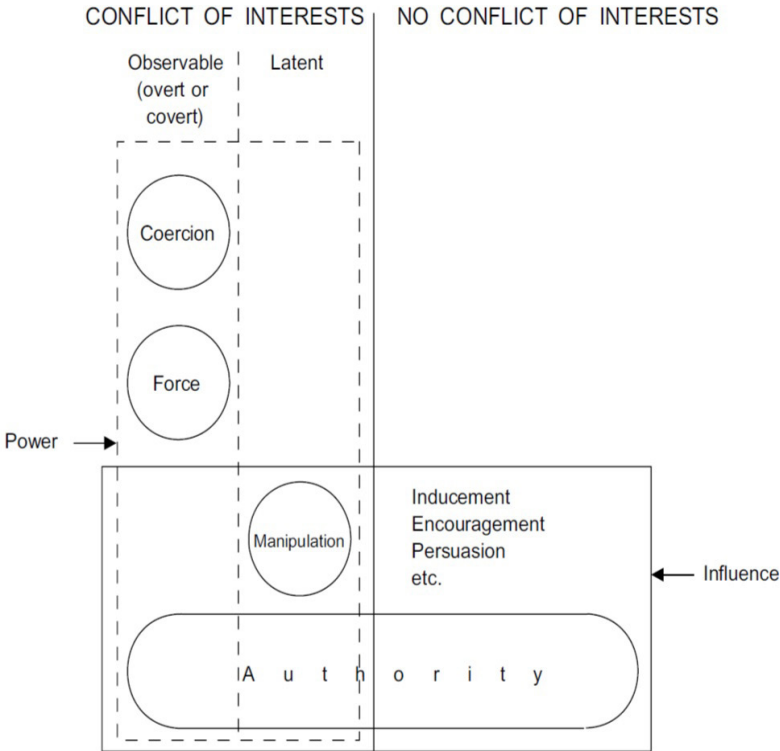 CONFLICT OF INTERESTS
NO CONFLICT OF INTERESTS
Observable
(overt or
covert)
Latent
Coercion
Force
Power
Manipulation
Inducement
Encouragement
Persuasion
etc.
Influence
Authority